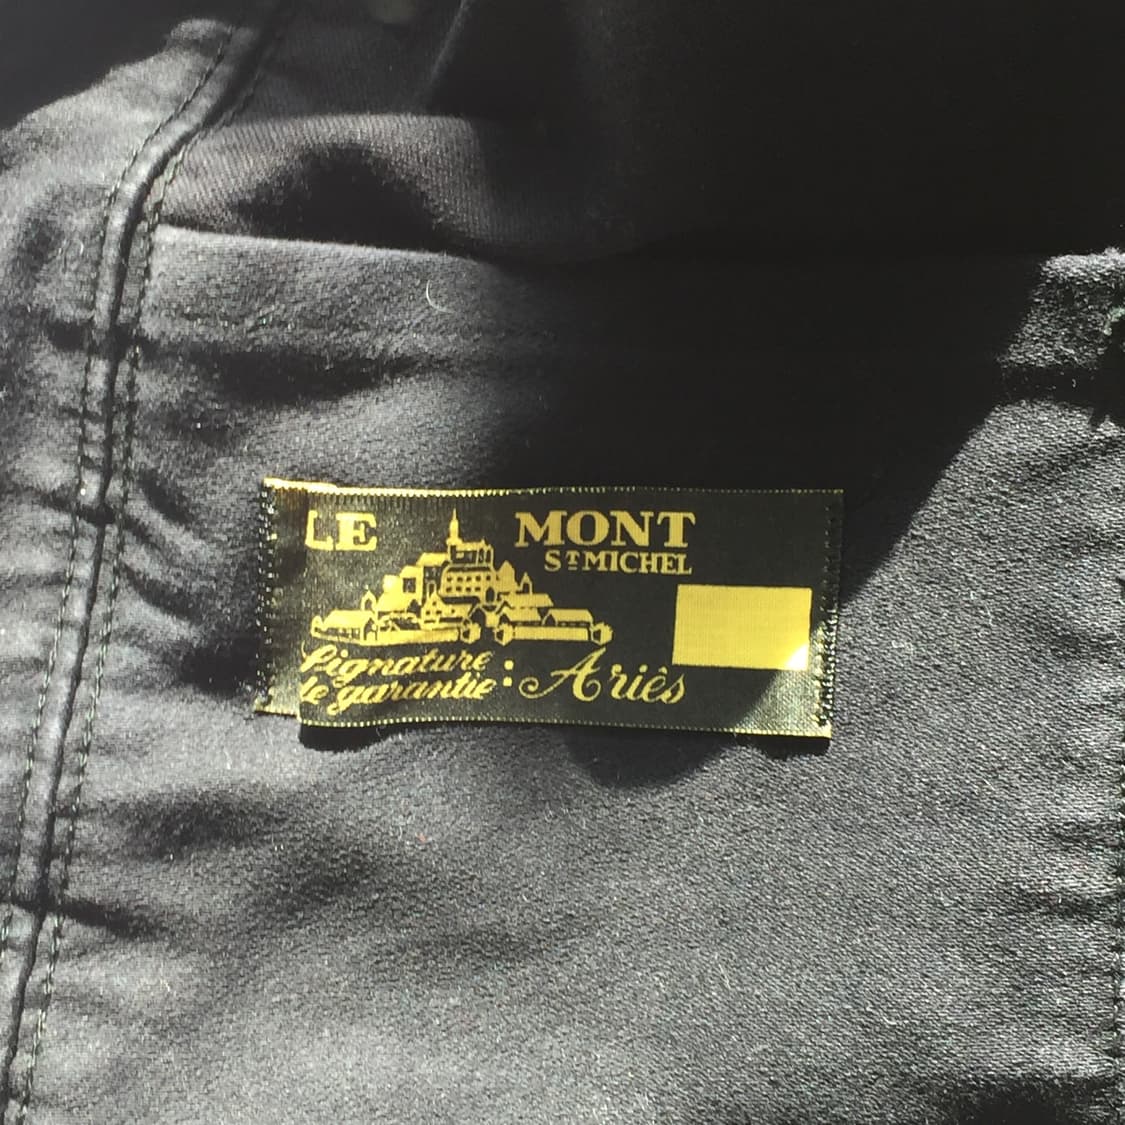 LE MONT
ST MICHEL
Signature
de garantie : Ariès